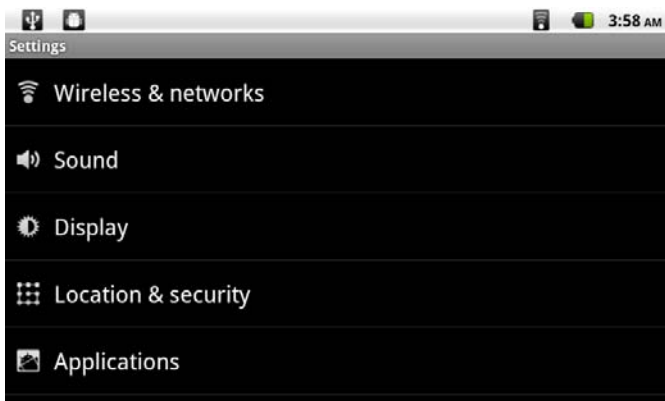 3:58 AM
Settings
Wireless & networks
Sound
Display
Location & security
Applications